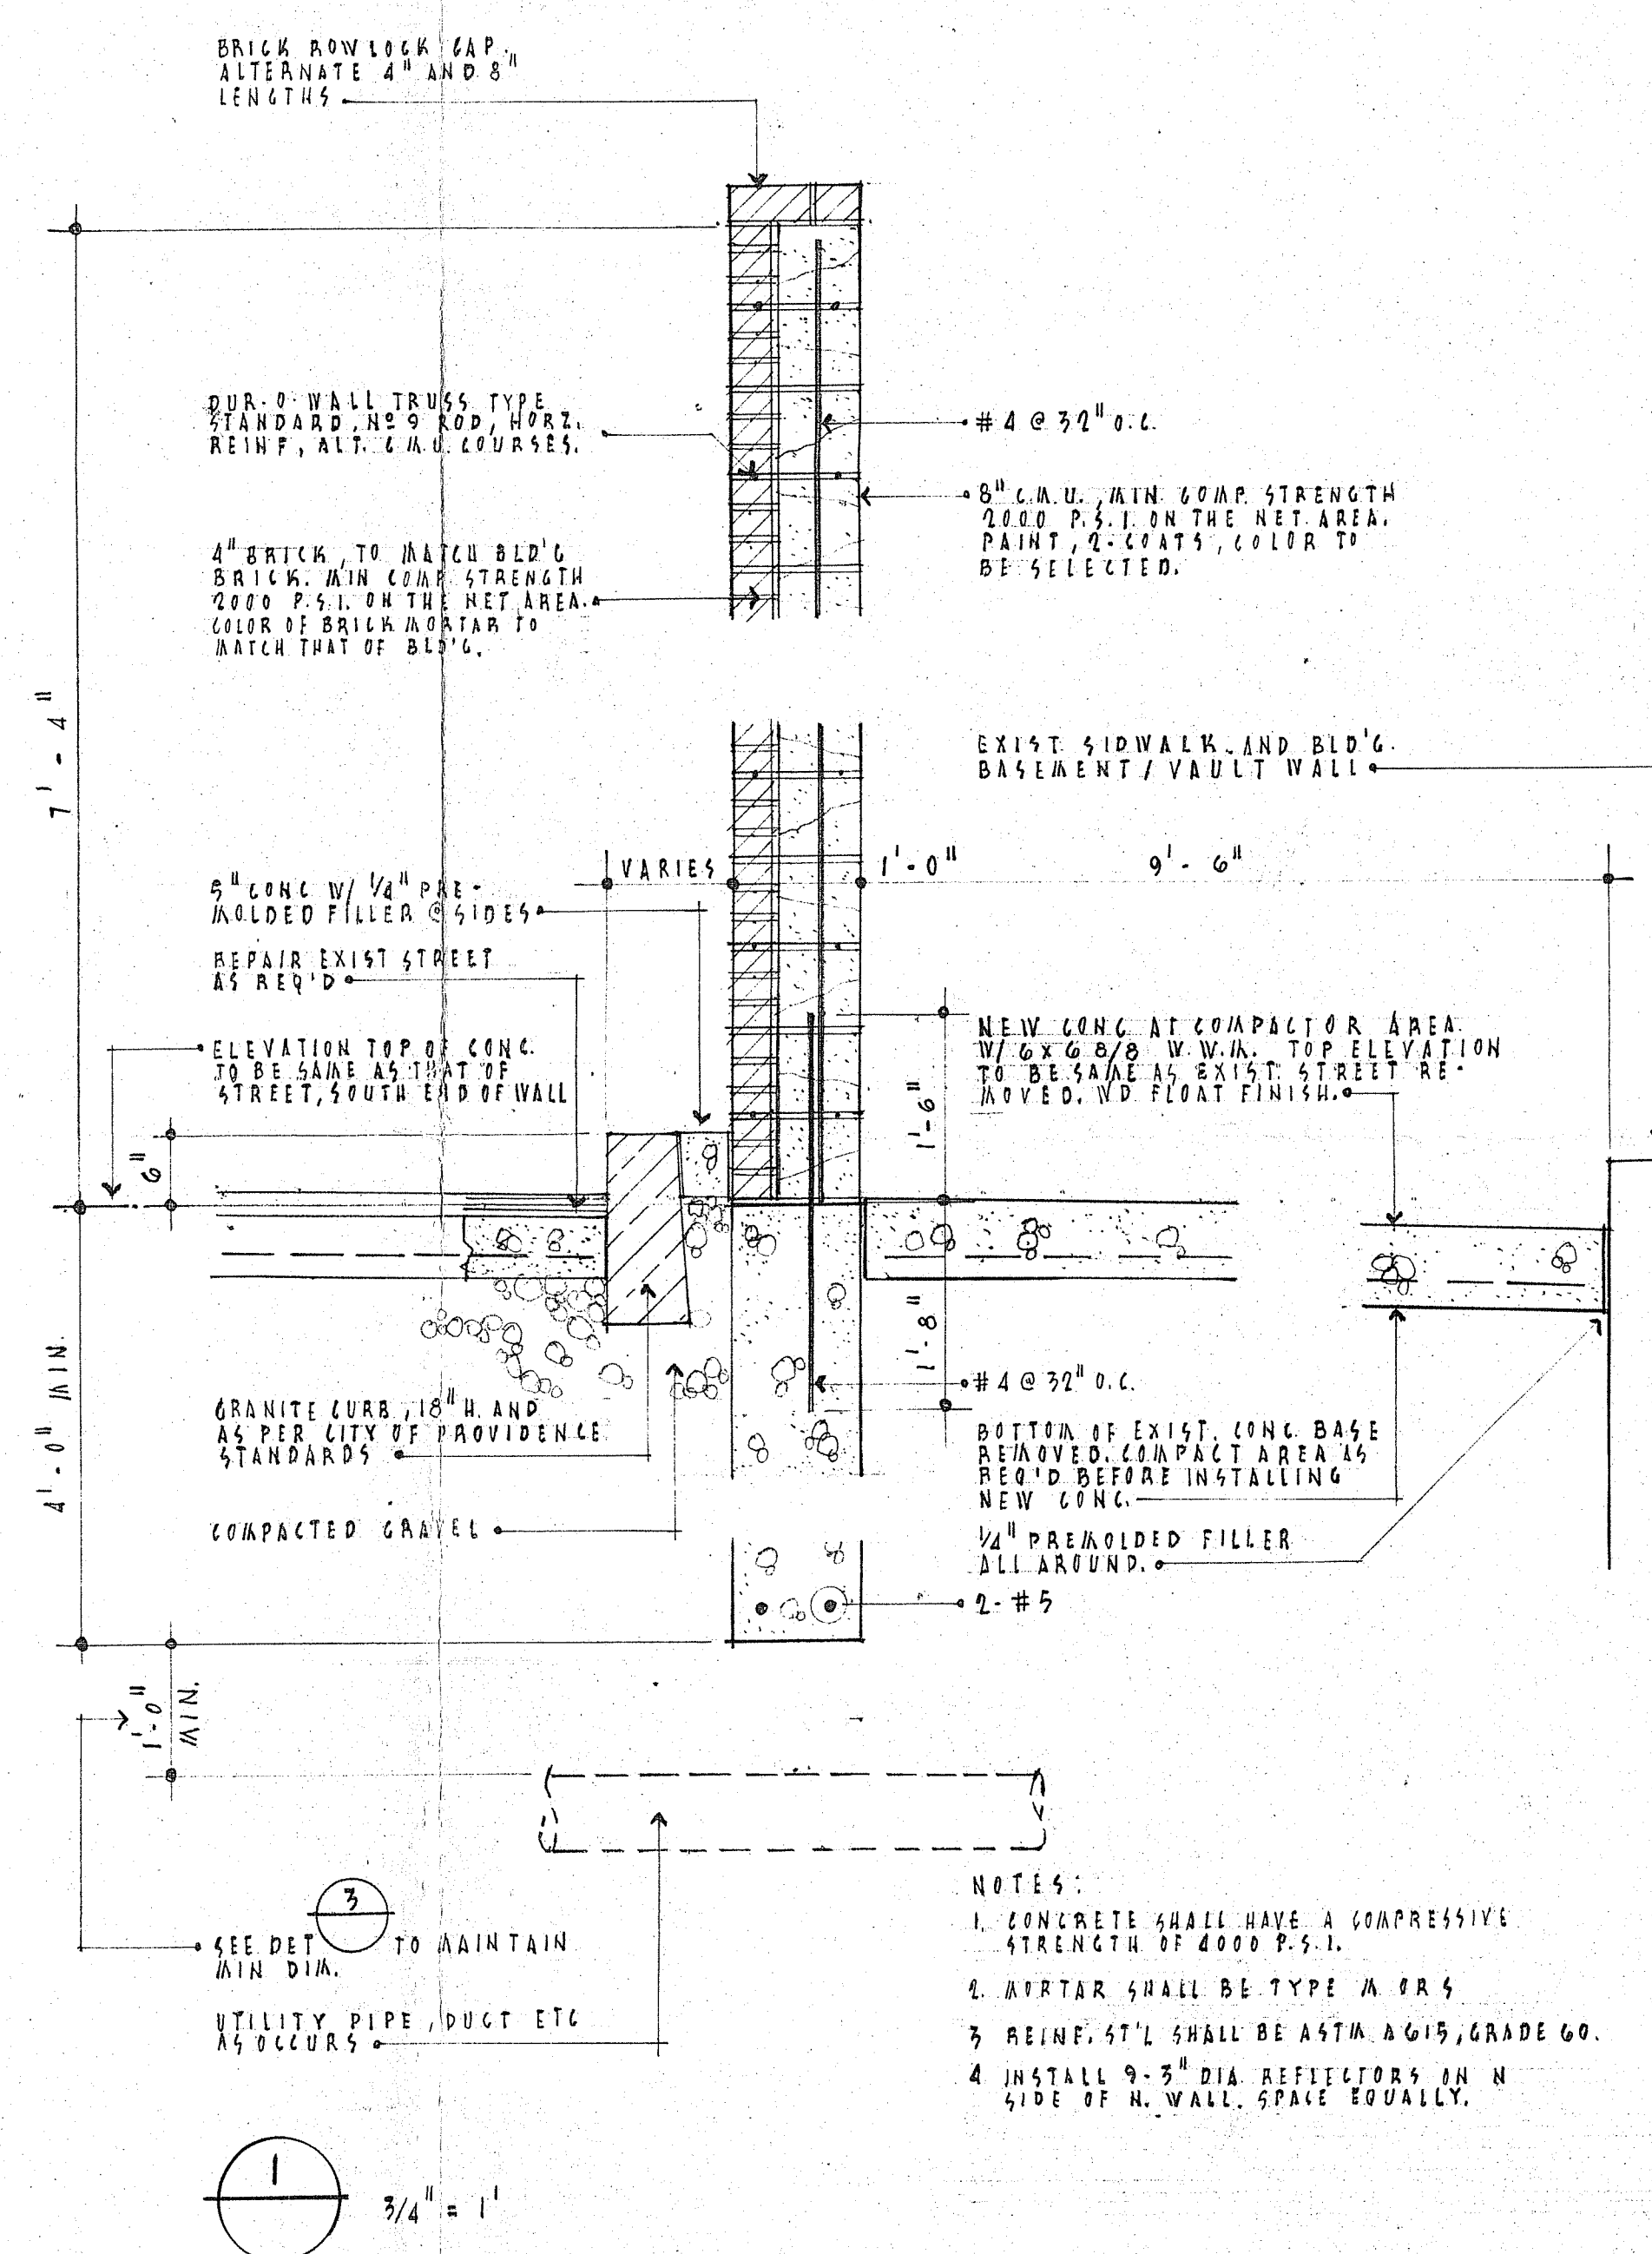 BRICK ROWLOCK CAP.
ALTERNATE 4" AND 8"
LENGTHS
DUR-O-WALL TRUSS TYPE
STANDARD, Nº 9 ROD, HORZ.
REINF, ALT. C.M.U. COURSES.
#4 @ 32" O.C.
8" C.M.U., MIN COMP. STRENGTH
2000 P.S.I. ON THE NET AREA.
PAINT, 2-COATS, COLOR TO
BE SELECTED.
4" BRICK, TO MATCH BLD'G
BRICK. MIN COMP. STRENGTH
2000 P.S.I. ON THE NET AREA.
COLOR OF BRICK MORTAR TO
MATCH THAT OF BLD'G.
7'-4"
EXIST SIDWALK AND BLD'G.
BASEMENT / VAULT WALL
VARIES
1'-0"
9'-6"
5" CONC W/ 1/4" PRE-
MOLDED FILLER @ SIDES
REPAIR EXIST STREET
AS REQ'D
ELEVATION TOP OF CONC.
TO BE SAME AS THAT OF
STREET, SOUTH END OF WALL
6"
1'-6"
NEW CONC AT COMPACTOR AREA
W/ 6X6 8/8 W.W.M. TOP ELEVATION
TO BE SAME AS EXIST. STREET RE-
MOVED. WD FLOAT FINISH.
1'-8"
4'-0" MIN.
#4 @ 32" O.C.
GRANITE CURB, 18" H. AND
AS PER CITY OF PROVIDENCE
STANDARDS
BOTTOM OF EXIST. CONC. BASE
REMOVED. COMPACT AREA AS
REQ'D BEFORE INSTALLING
NEW CONC.
COMPACTED GRAVEL
1/4" PREMOLDED FILLER
ALL AROUND.
2-#5
1'-0"
MIN.
3
SEE DET TO MAINTAIN
MIN DIM.
UTILITY PIPE, DUCT ETC
AS OCCURS
NOTES:
1. CONCRETE SHALL HAVE A COMPRESSIVE
STRENGTH OF 4000 P.S.I.
2. MORTAR SHALL BE TYPE M OR S
3 REINF. ST'L SHALL BE ASTM A615, GRADE 60.
4 INSTALL 9-3" DIA. REFLECTORS ON N
SIDE OF N. WALL. SPACE EQUALLY.
1
3/4" = 1'